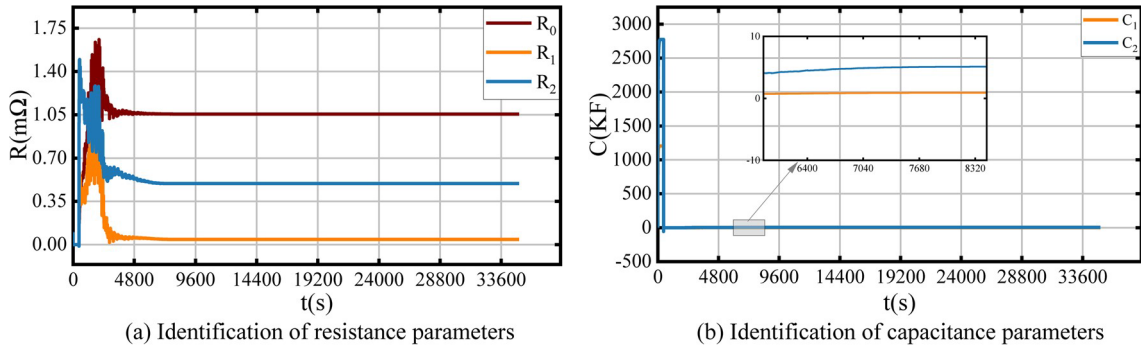 R(mΩ)
1.75
1.40
1.05
0.70
0.35
0.00
R0
R1
R2
0 4800 9600 14400 19200 24000 28800 33600
t(s)
(a) Identification of resistance parameters
C(KF)
3000
2500
2000
1500
1000
500
0
-500
C1
C2
10
0
-10
6400 7040 7680 8320
0 4800 9600 14400 19200 24000 28800 33600
t(s)
(b) Identification of capacitance parameters